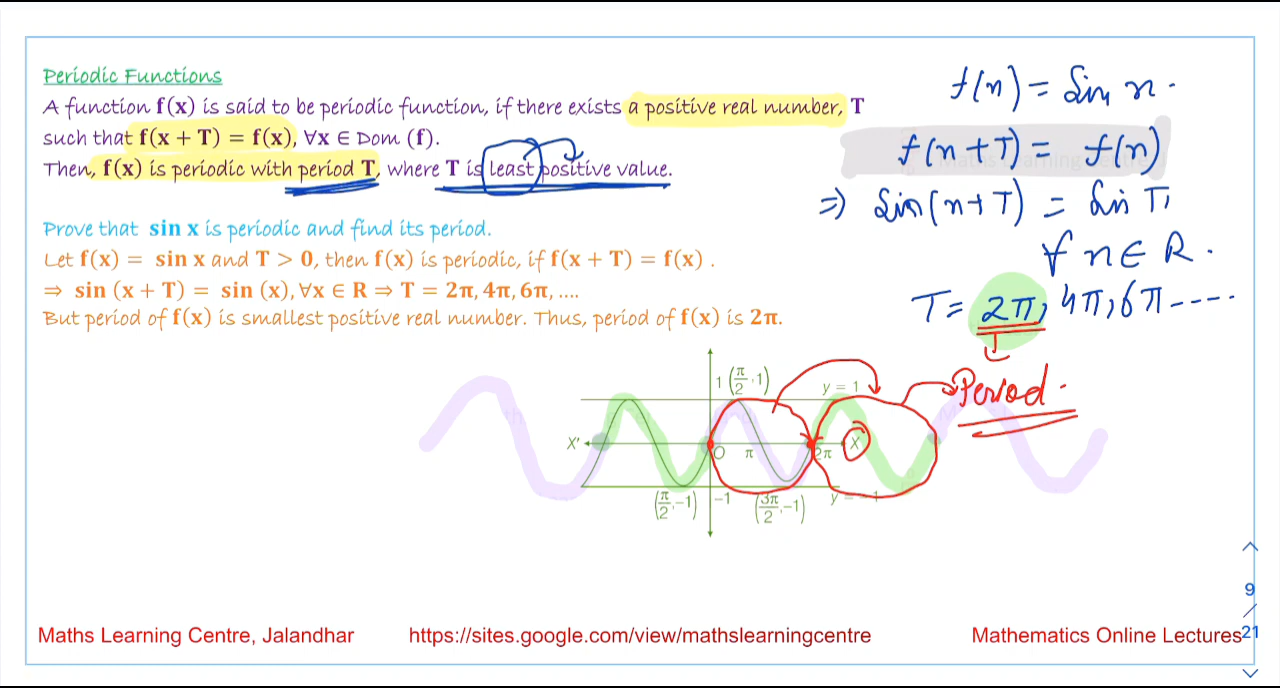 Periodic Functions
A function f(x) is said to be periodic function, if there exists a positive real number, T
such that f(x + T) = f(x), ∀x ∈ Dom (f).
Then, f(x) is periodic with period T, where T is least positive value.
Prove that sin x is periodic and find its period.
Let f(x) = sin x and T > 0, then f(x) is periodic, if f(x + T) = f(x) .
⇒ sin (x + T) = sin (x), ∀x ∈ R ⇒ T = 2π, 4π, 6π, ....
But period of f(x) is smallest positive real number. Thus, period of f(x) is 2π.
f(n) = Sin n .
f(n + T) = f(n)
⇒ Sin(n + T) = Sin T,
∀ n ∈ R .
T = 2π, 4π, 6π ----
T
Period .
1 (π/2, 1) y = 1
X' O π 2π X
(π/2, -1) -1 (3π/2, -1) y = -1
9
/
21
Maths Learning Centre, Jalandhar https://sites.google.com/view/mathslearningcentre Mathematics Online Lectures